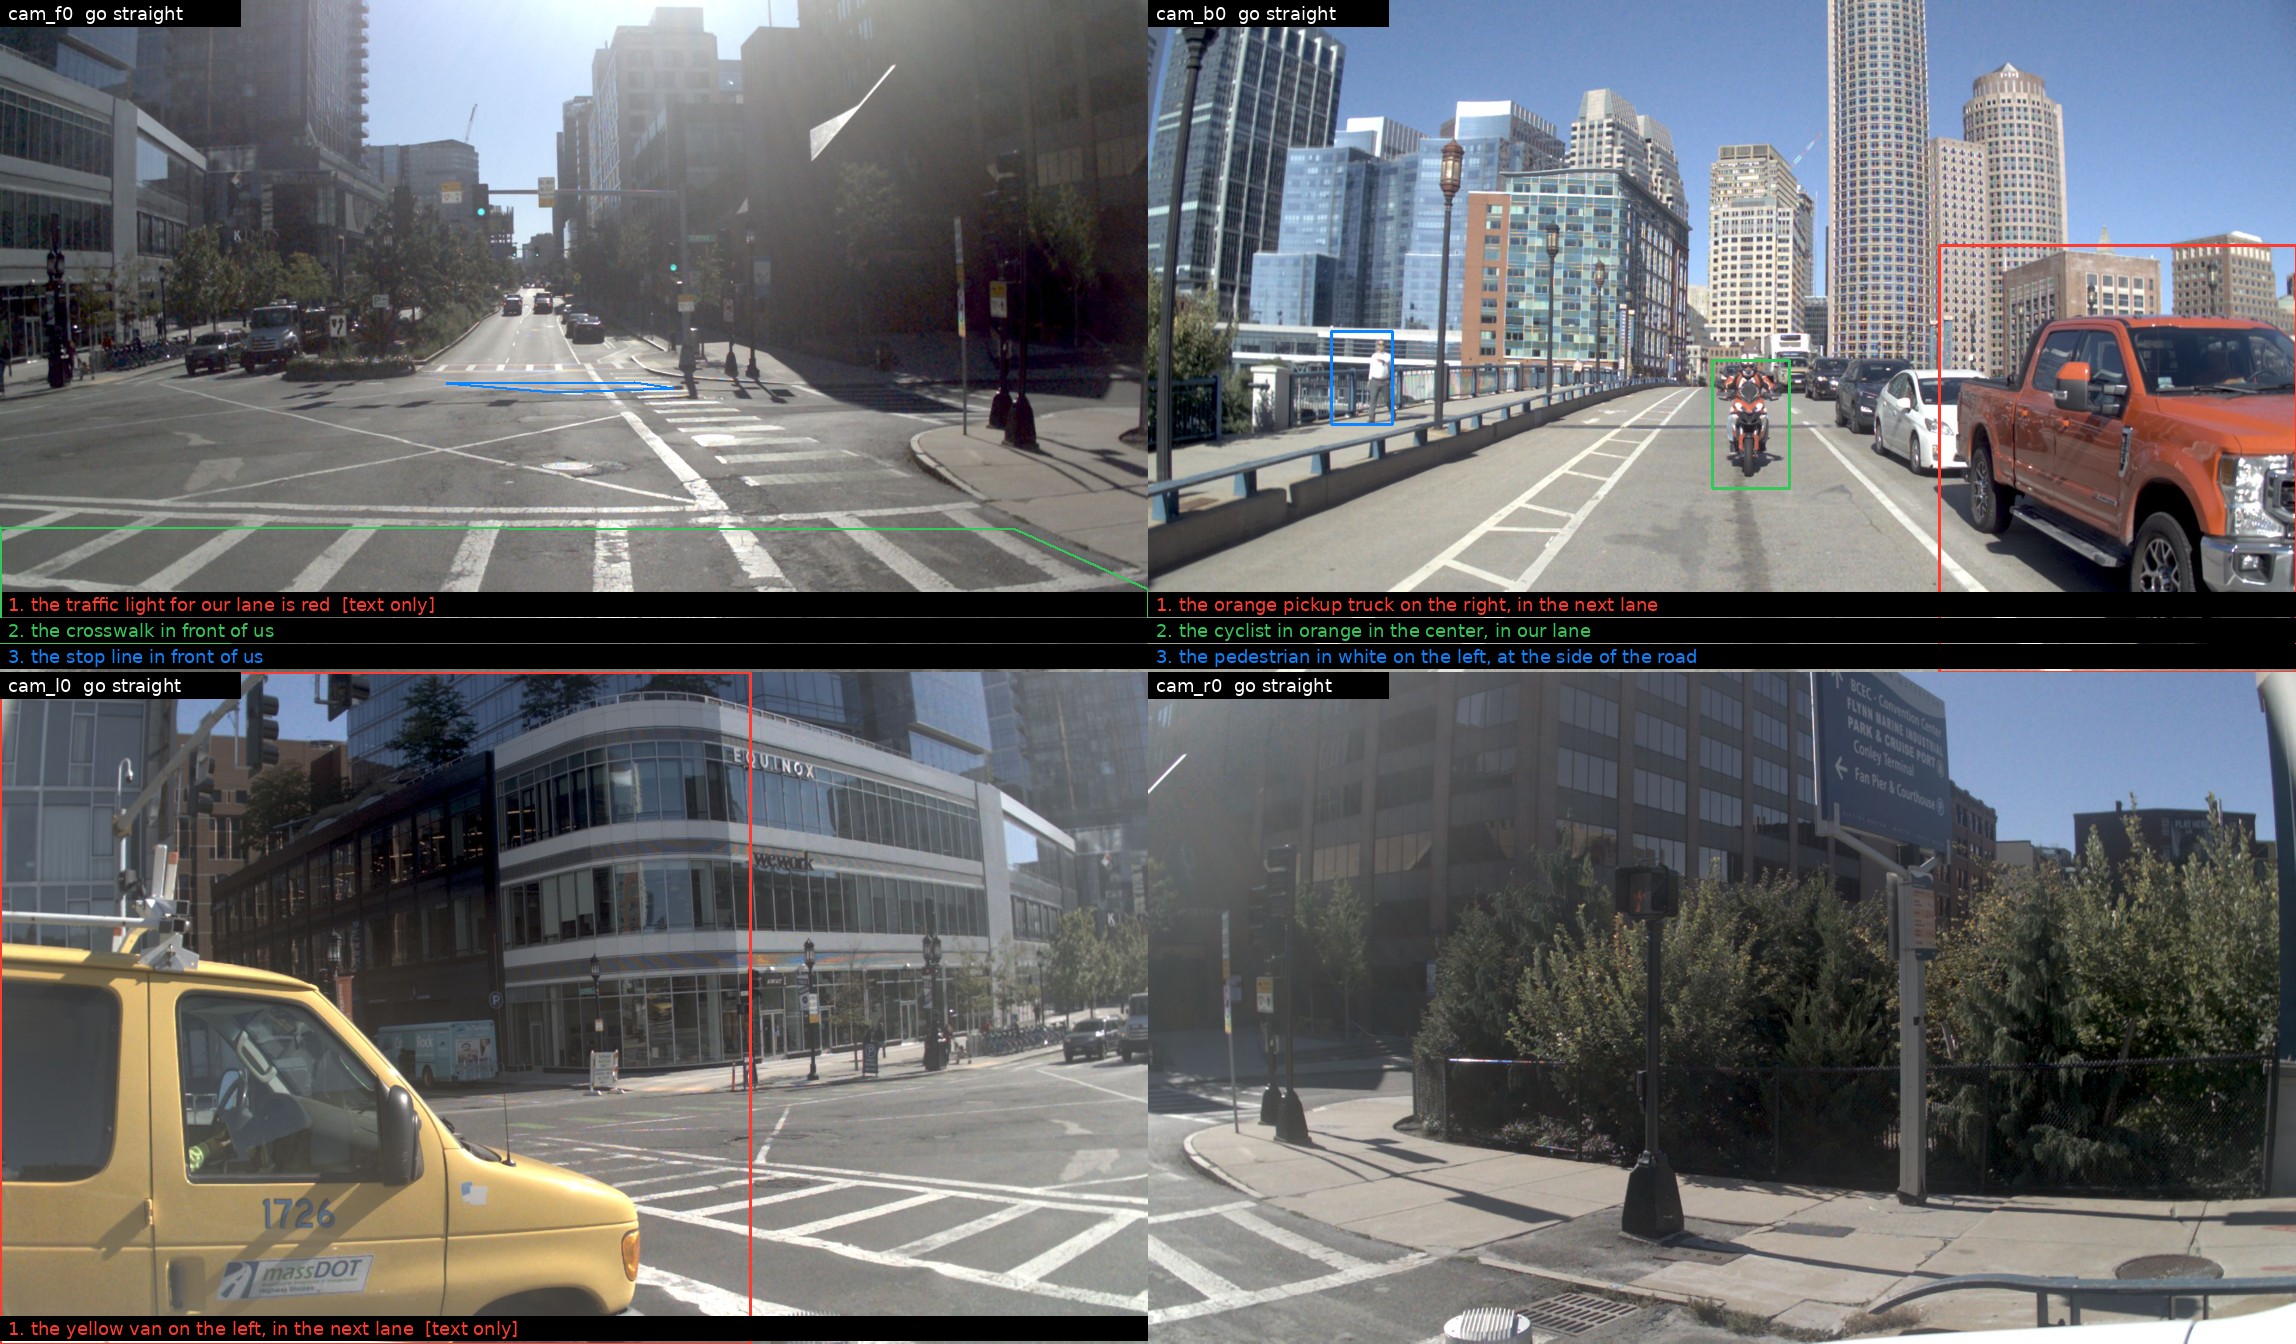 cam_f0 go straight
1. the traffic light for our lane is red [text only]
2. the crosswalk in front of us
3. the stop line in front of us
cam_b0 go straight
1. the orange pickup truck on the right, in the next lane
2. the cyclist in orange in the center, in our lane
3. the pedestrian in white on the left, at the side of the road
cam_l0 go straight
EQUINOX
wework
K
1726
massDOT
1. the yellow van on the left, in the next lane [text only]
cam_r0 go straight
BCEC - Convention Center
FLYNN MARINE INDUSTRIAL
PARK & CRUISE PORT
Conley Terminal
Fan Pier & Courthouse